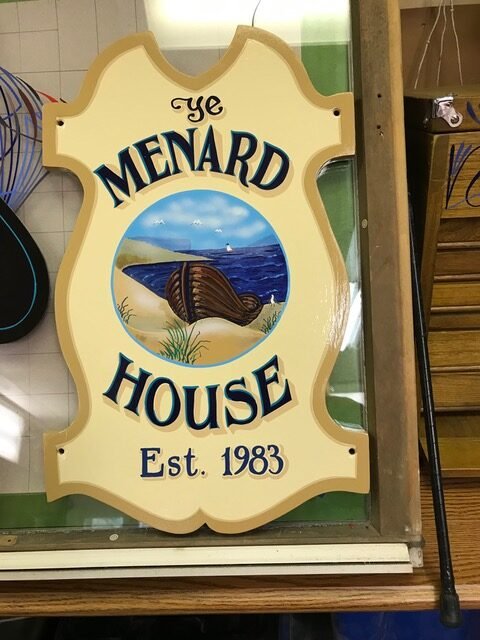 ye
MENARD
HOUSE
Est. 1983